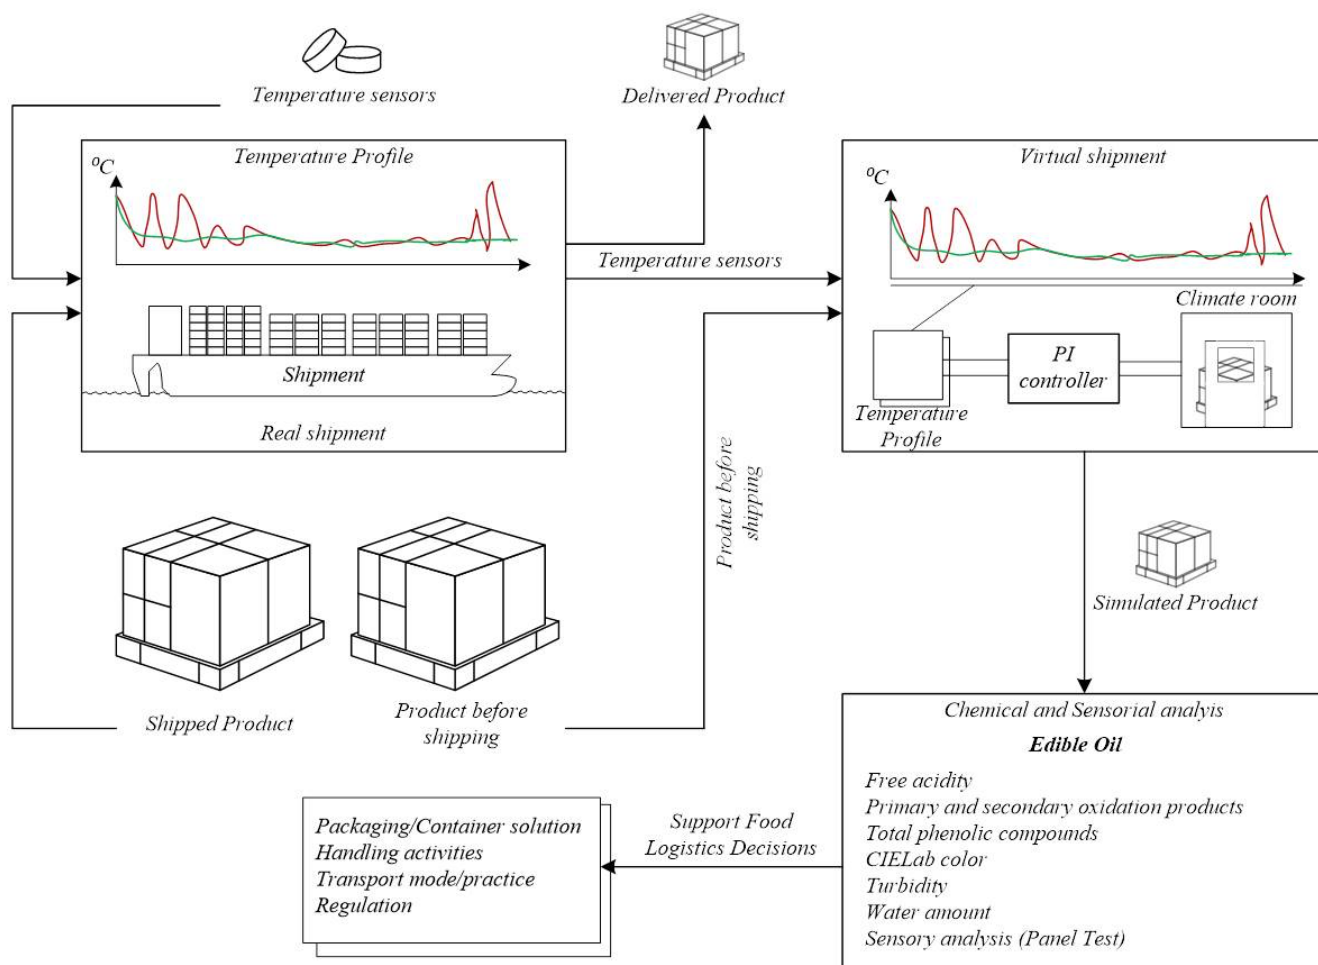 Temperature sensors
Delivered Product
Temperature Profile
ºC
Shipment
Real shipment
Temperature sensors
Virtual shipment
ºC
Climate room
PI
controller
Temperature
Profile
Product before
shipping
Shipped Product
Product before
shipping
Simulated Product
Chemical and Sensorial analyis
Edible Oil
Free acidity
Primary and secondary oxidation products
Total phenolic compounds
CIELab color
Turbidity
Water amount
Sensory analysis (Panel Test)
Support Food
Logistics Decisions
Packaging/Container solution
Handling activities
Transport mode/practice
Regulation